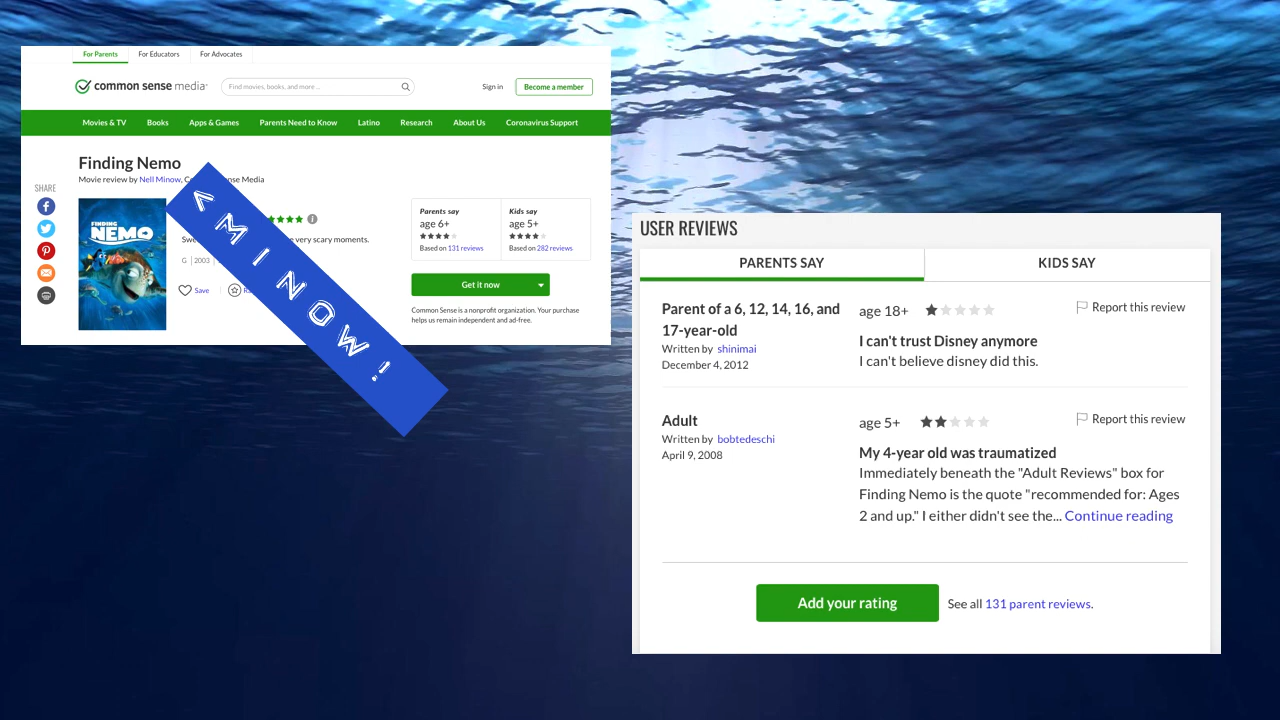 For Parents For Educators For Advocates
common sense media
Find movies, books, and more ...
Sign in Become a member
Movies & TV Books Apps & Games Parents Need to Know Latino Research About Us Coronavirus Support
Finding Nemo
Movie review by Nell Minow, Sense Media
SHARE
FINDING
NEMO
very scary moments.
G 2003
Save
Parents say
age 6+
Based on 131 reviews
Kids say
age 5+
Based on 282 reviews
Get it now
Common Sense is a nonprofit organization. Your purchase
helps us remain independent and ad-free.
< MINOW!
USER REVIEWS
PARENTS SAY KIDS SAY
Parent of a 6, 12, 14, 16, and
17-year-old
Written by shinimai
December 4, 2012
age 18+
Report this review
I can't trust Disney anymore
I can't believe disney did this.
Adult
Written by bobtedeschi
April 9, 2008
age 5+
Report this review
My 4-year old was traumatized
Immediately beneath the "Adult Reviews" box for
Finding Nemo is the quote "recommended for: Ages
2 and up." I either didn't see the... Continue reading
Add your rating See all 131 parent reviews.